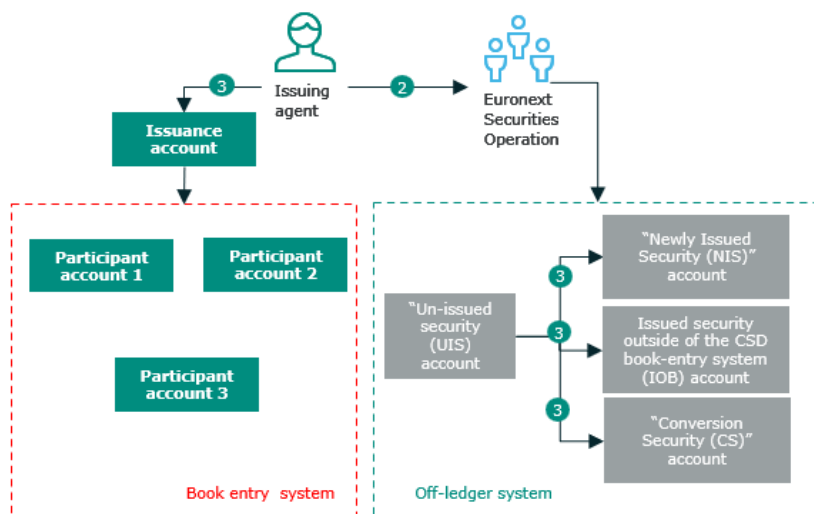 3
2
Issuing
agent
Euronext
Securities
Operation
Issuance
account
Participant
account 1
Participant
account 2
Participant
account 3
Book entry system
"Un-issued
security
(UIS)
account
3
3
3
"Newly Issued
Security (NIS)"
account
Issued security
outside of the CSD
book-entry system
(IOB) account
"Conversion
Security (CS)"
account
Off-ledger system